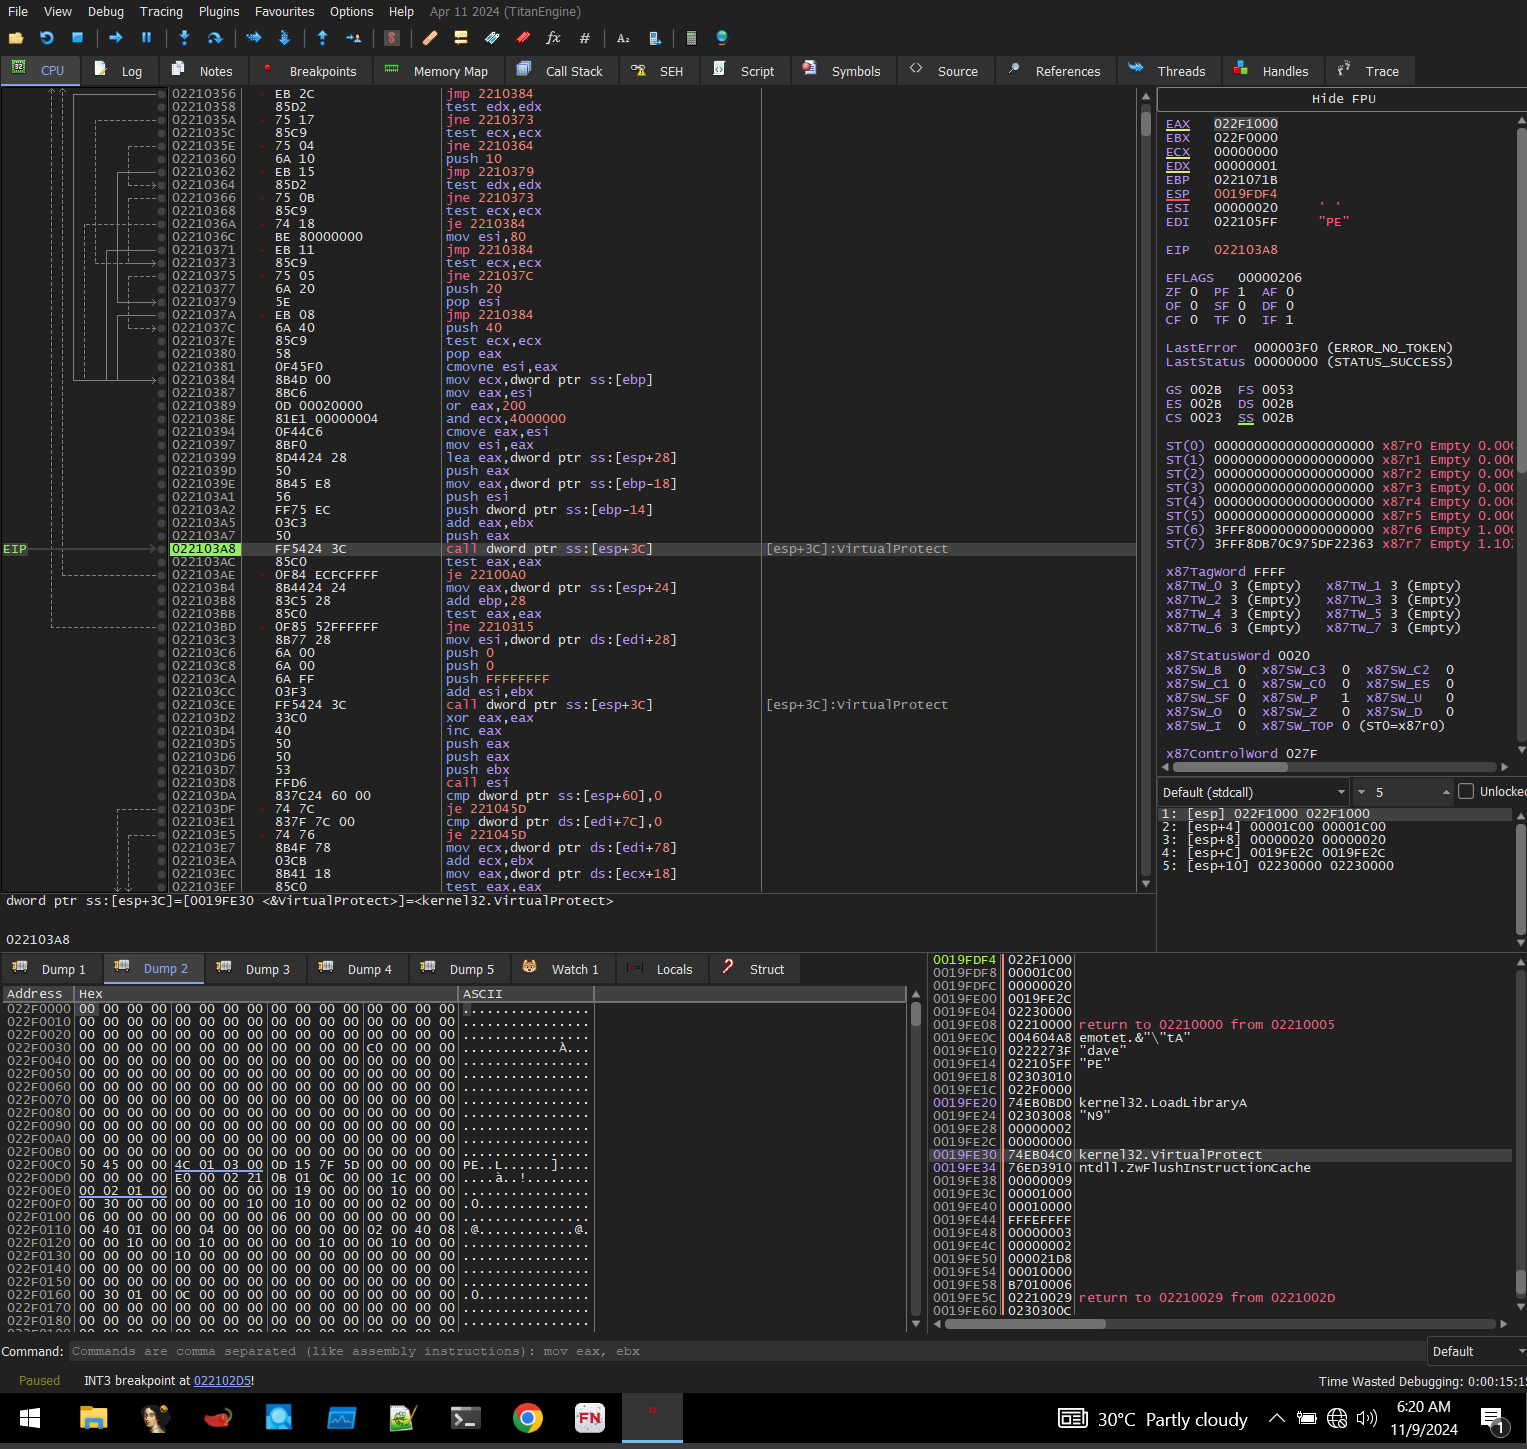 File View Debug Tracing Plugins Favourites Options Help Apr 11 2024 (TitanEngine)
CPU Log Notes Breakpoints Memory Map Call Stack SEH Script Symbols Source References Threads Handles Trace
02210356 EB 2C jmp 2210384
02210358 85D2 test edx,edx
0221035A 75 17 jne 2210373
0221035C 85C9 test ecx,ecx
0221035E 75 04 jne 2210364
02210360 6A 10 push 10
02210362 EB 15 jmp 2210379
02210364 85D2 test edx,edx
02210366 75 0B jne 2210373
02210368 85C9 test ecx,ecx
0221036A 74 18 je 2210384
0221036C BE 80000000 mov esi,80
02210371 EB 11 jmp 2210384
02210373 85C9 test ecx,ecx
02210375 75 05 jne 221037C
02210377 6A 20 push 20
02210379 5E pop esi
0221037A EB 08 jmp 2210384
0221037C 6A 40 push 40
0221037E 85C9 test ecx,ecx
02210380 58 pop eax
02210381 0F45F0 cmovne esi,eax
02210384 8B4D 00 mov ecx,dword ptr ss:[ebp]
02210387 8BC6 mov eax,esi
02210389 0D 00020000 or eax,200
0221038E 81E1 00000004 and ecx,4000000
02210394 0F44C6 cmove eax,esi
02210397 8BF0 mov esi,eax
02210399 8D4424 28 lea eax,dword ptr ss:[esp+28]
0221039D 50 push eax
0221039E 8B45 E8 mov eax,dword ptr ss:[ebp-18]
022103A1 56 push esi
022103A2 FF75 EC push dword ptr ss:[ebp-14]
022103A5 03C3 add eax,ebx
022103A7 50 push eax
EIP 022103A8 FF5424 3C call dword ptr ss:[esp+3C] [esp+3C]:VirtualProtect
022103AC 85C0 test eax,eax
022103AE 0F84 ECFCFFFF je 22100A0
022103B4 8B4424 24 mov eax,dword ptr ss:[esp+24]
022103B8 83C5 28 add ebp,28
022103BB 85C0 test eax,eax
022103BD 0F85 52FFFFFF jne 2210315
022103C3 8B77 28 mov esi,dword ptr ds:[edi+28]
022103C6 6A 00 push 0
022103C8 6A 00 push 0
022103CA 6A FF push FFFFFFFF
022103CC 03F3 add esi,ebx
022103CE FF5424 3C call dword ptr ss:[esp+3C] [esp+3C]:VirtualProtect
022103D2 33C0 xor eax,eax
022103D4 40 inc eax
022103D5 50 push eax
022103D6 50 push eax
022103D7 53 push ebx
022103D8 FFD6 call esi
022103DA 837C24 60 00 cmp dword ptr ss:[esp+60],0
022103DF 74 7C je 221045D
022103E1 837F 7C 00 cmp dword ptr ds:[edi+7C],0
022103E5 74 76 je 221045D
022103E7 8B4F 78 mov ecx,dword ptr ds:[edi+78]
022103EA 03CB add ecx,ebx
022103EC 8B41 18 mov eax,dword ptr ds:[ecx+18]
022103EF 85C0 test eax,eax
dword ptr ss:[esp+3C]=[0019FE30 <&VirtualProtect>]=<kernel32.VirtualProtect>
022103A8
Hide FPU
EAX 022F1000
EBX 022F0000
ECX 00000000
EDX 00000001
EBP 0221071B
ESP 0019FDF4
ESI 00000020 ' '
EDI 022105FF "PE"
EIP 022103A8
EFLAGS 00000206
ZF 0 PF 1 AF 0
OF 0 SF 0 DF 0
CF 0 TF 0 IF 1
LastError 000003F0 (ERROR_NO_TOKEN)
LastStatus 00000000 (STATUS_SUCCESS)
GS 002B FS 0053
ES 002B DS 002B
CS 0023 SS 002B
ST(0) 00000000000000000000 x87r0 Empty 0.000
ST(1) 00000000000000000000 x87r1 Empty 0.000
ST(2) 00000000000000000000 x87r2 Empty 0.000
ST(3) 00000000000000000000 x87r3 Empty 0.000
ST(4) 00000000000000000000 x87r4 Empty 0.000
ST(5) 00000000000000000000 x87r5 Empty 0.000
ST(6) 3FFF8000000000000000 x87r6 Empty 1.000
ST(7) 3FFF8DB70C975DF22363 x87r7 Empty 1.107
x87TagWord FFFF
x87TW_0 3 (Empty) x87TW_1 3 (Empty)
x87TW_2 3 (Empty) x87TW_3 3 (Empty)
x87TW_4 3 (Empty) x87TW_5 3 (Empty)
x87TW_6 3 (Empty) x87TW_7 3 (Empty)
x87StatusWord 0020
x87SW_B 0 x87SW_C3 0 x87SW_C2 0
x87SW_C1 0 x87SW_C0 0 x87SW_ES 0
x87SW_SF 0 x87SW_P 1 x87SW_U 0
x87SW_O 0 x87SW_Z 0 x87SW_D 0
x87SW_I 0 x87SW_TOP 0 (ST0=x87r0)
x87ControlWord 027F
Default (stdcall) 5 Unlocked
1: [esp] 022F1000 022F1000
2: [esp+4] 00001C00 00001C00
3: [esp+8] 00000020 00000020
4: [esp+C] 0019FE2C 0019FE2C
5: [esp+10] 02230000 02230000
Dump 1 Dump 2 Dump 3 Dump 4 Dump 5 Watch 1 Locals Struct
Address Hex ASCII
022F0000 00 00 00 00 00 00 00 00 00 00 00 00 00 00 00 00 ................
022F0010 00 00 00 00 00 00 00 00 00 00 00 00 00 00 00 00 ................
022F0020 00 00 00 00 00 00 00 00 00 00 00 00 00 00 00 00 ................
022F0030 00 00 00 00 00 00 00 00 00 00 00 00 C0 00 00 00 ............À...
022F0040 00 00 00 00 00 00 00 00 00 00 00 00 00 00 00 00 ................
022F0050 00 00 00 00 00 00 00 00 00 00 00 00 00 00 00 00 ................
022F0060 00 00 00 00 00 00 00 00 00 00 00 00 00 00 00 00 ................
022F0070 00 00 00 00 00 00 00 00 00 00 00 00 00 00 00 00 ................
022F0080 00 00 00 00 00 00 00 00 00 00 00 00 00 00 00 00 ................
022F0090 00 00 00 00 00 00 00 00 00 00 00 00 00 00 00 00 ................
022F00A0 00 00 00 00 00 00 00 00 00 00 00 00 00 00 00 00 ................
022F00B0 00 00 00 00 00 00 00 00 00 00 00 00 00 00 00 00 ................
022F00C0 50 45 00 00 4C 01 03 00 0D 15 7F 5D 00 00 00 00 PE..L......]....
022F00D0 00 00 00 00 E0 00 02 21 0B 01 0C 00 00 1C 00 00 ....à..!........
022F00E0 00 02 01 00 00 00 00 00 00 19 00 00 00 10 00 00 ................
022F00F0 00 30 00 00 00 00 00 10 00 10 00 00 00 02 00 00 .0..............
022F0100 06 00 00 00 00 00 00 00 06 00 00 00 00 00 00 00 ................
022F0110 00 40 01 00 00 04 00 00 00 00 00 00 02 00 40 08 .@............@.
022F0120 00 00 10 00 00 10 00 00 00 00 10 00 00 10 00 00 ................
022F0130 00 00 00 00 10 00 00 00 00 00 00 00 00 00 00 00 ................
022F0140 00 00 00 00 00 00 00 00 00 00 00 00 00 00 00 00 ................
022F0150 00 00 00 00 00 00 00 00 00 00 00 00 00 00 00 00 ................
022F0160 00 30 01 00 0C 00 00 00 00 00 00 00 00 00 00 00 .0..............
022F0170 00 00 00 00 00 00 00 00 00 00 00 00 00 00 00 00 ................
022F0180 00 00 00 00 00 00 00 00 00 00 00 00 00 00 00 00 ................
0019FDF4 022F1000
0019FDF8 00001C00
0019FDFC 00000020
0019FE00 0019FE2C
0019FE04 02230000
0019FE08 02210000 return to 02210000 from 02210005
0019FE0C 004604A8 emotet.&"\"tA"
0019FE10 0222273F "dave"
0019FE14 022105FF "PE"
0019FE18 02303010
0019FE1C 022F0000
0019FE20 74EB0BD0 kernel32.LoadLibraryA
0019FE24 02303008 "N9"
0019FE28 00000002
0019FE2C 00000000
0019FE30 74EB04C0 kernel32.VirtualProtect
0019FE34 76ED3910 ntdll.ZwFlushInstructionCache
0019FE38 00000009
0019FE3C 00001000
0019FE40 00010000
0019FE44 FFFEFFFF
0019FE48 00000003
0019FE4C 00000002
0019FE50 000021D8
0019FE54 00010000
0019FE58 B7010006
0019FE5C 02210029 return to 02210029 from 0221002D
0019FE60 0230300C
Command: Commands are comma separated (like assembly instructions): mov eax, ebx Default
Paused INT3 breakpoint at 022102D5! Time Wasted Debugging: 0:00:15:15
FN 30°C Partly cloudy 6:20 AM
11/9/2024 1